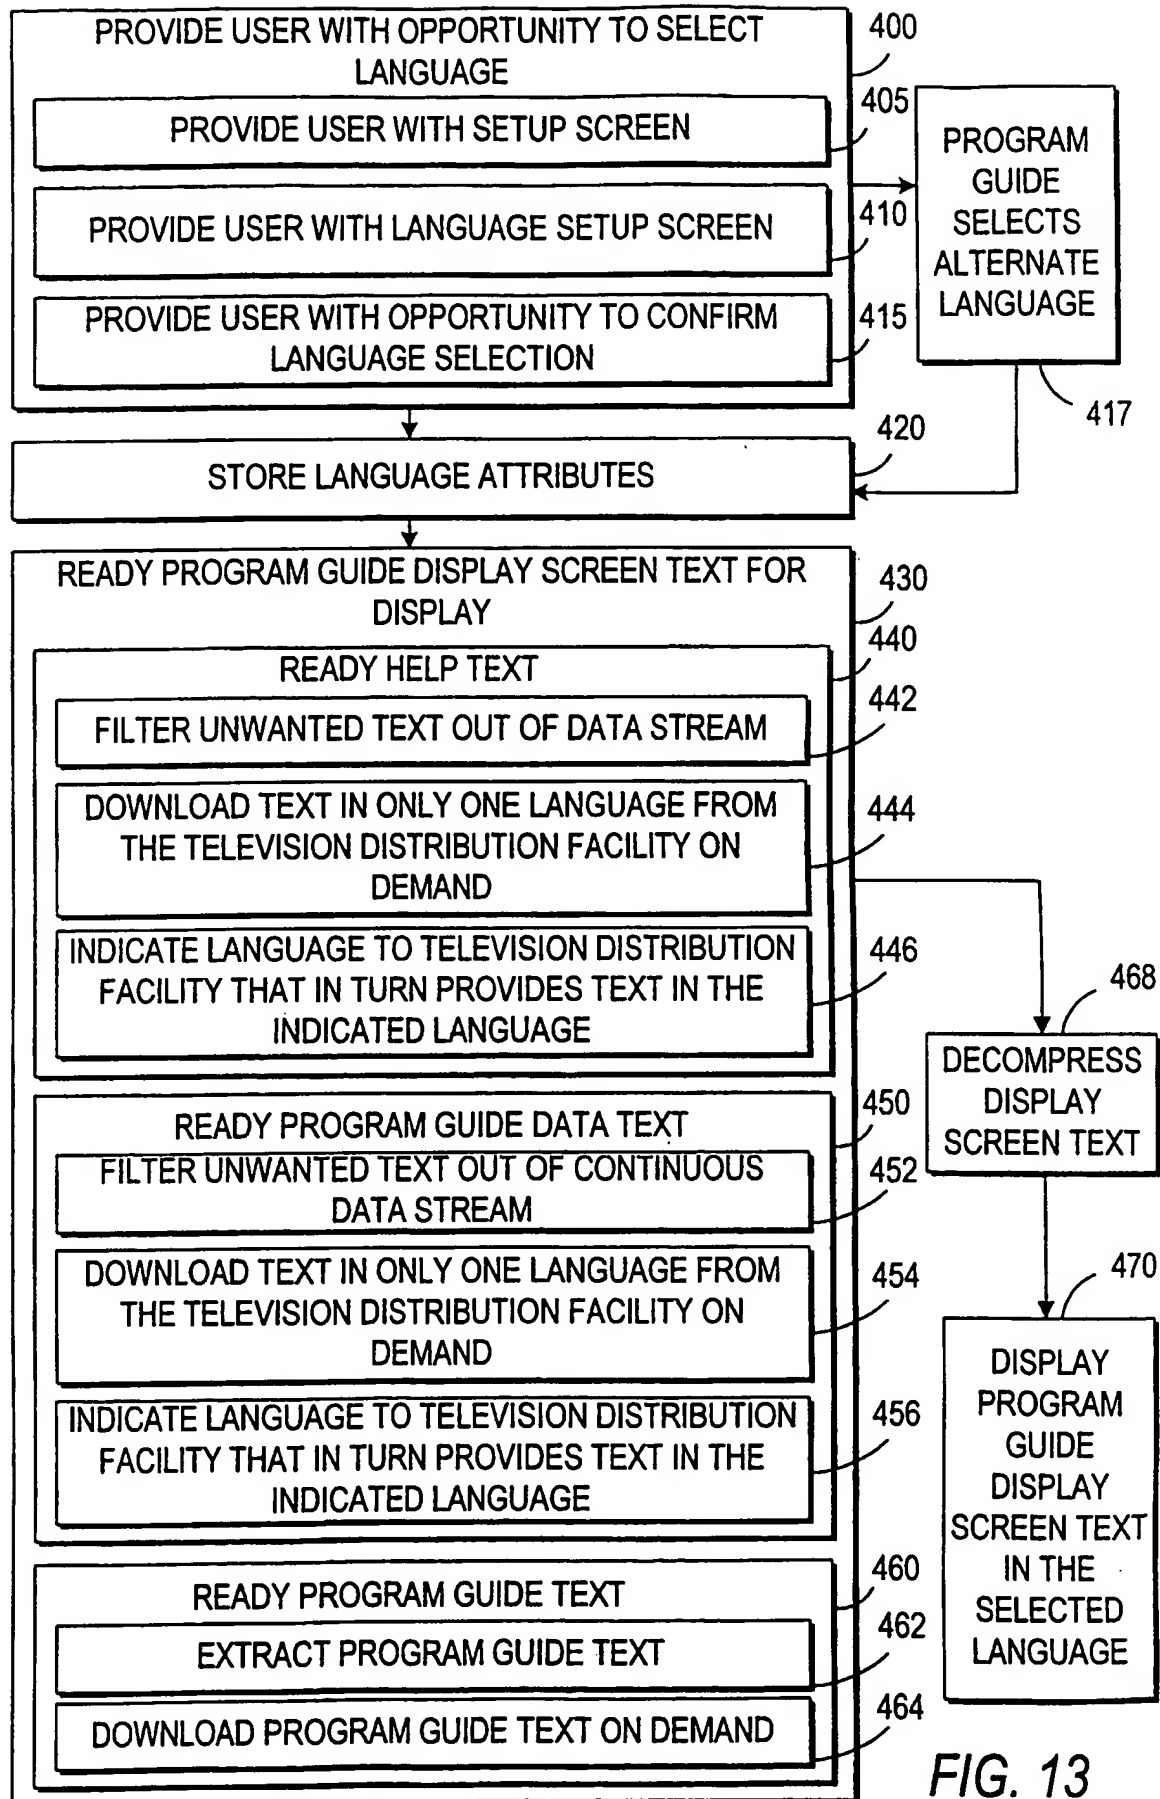 PROVIDE USER WITH OPPORTUNITY TO SELECT
LANGUAGE
400
PROVIDE USER WITH SETUP SCREEN
405
PROVIDE USER WITH LANGUAGE SETUP SCREEN
410
PROVIDE USER WITH OPPORTUNITY TO CONFIRM
LANGUAGE SELECTION
415
PROGRAM
GUIDE
SELECTS
ALTERNATE
LANGUAGE
417
STORE LANGUAGE ATTRIBUTES
420
READY PROGRAM GUIDE DISPLAY SCREEN TEXT FOR
DISPLAY
430
READY HELP TEXT
440
FILTER UNWANTED TEXT OUT OF DATA STREAM
442
DOWNLOAD TEXT IN ONLY ONE LANGUAGE FROM
THE TELEVISION DISTRIBUTION FACILITY ON
DEMAND
444
INDICATE LANGUAGE TO TELEVISION DISTRIBUTION
FACILITY THAT IN TURN PROVIDES TEXT IN THE
INDICATED LANGUAGE
446
READY PROGRAM GUIDE DATA TEXT
450
FILTER UNWANTED TEXT OUT OF CONTINUOUS
DATA STREAM
452
DOWNLOAD TEXT IN ONLY ONE LANGUAGE FROM
THE TELEVISION DISTRIBUTION FACILITY ON
DEMAND
454
INDICATE LANGUAGE TO TELEVISION DISTRIBUTION
FACILITY THAT IN TURN PROVIDES TEXT IN THE
INDICATED LANGUAGE
456
READY PROGRAM GUIDE TEXT
460
EXTRACT PROGRAM GUIDE TEXT
462
DOWNLOAD PROGRAM GUIDE TEXT ON DEMAND
464
468
DECOMPRESS
DISPLAY
SCREEN TEXT
470
DISPLAY
PROGRAM
GUIDE
DISPLAY
SCREEN TEXT
IN THE
SELECTED
LANGUAGE
FIG. 13